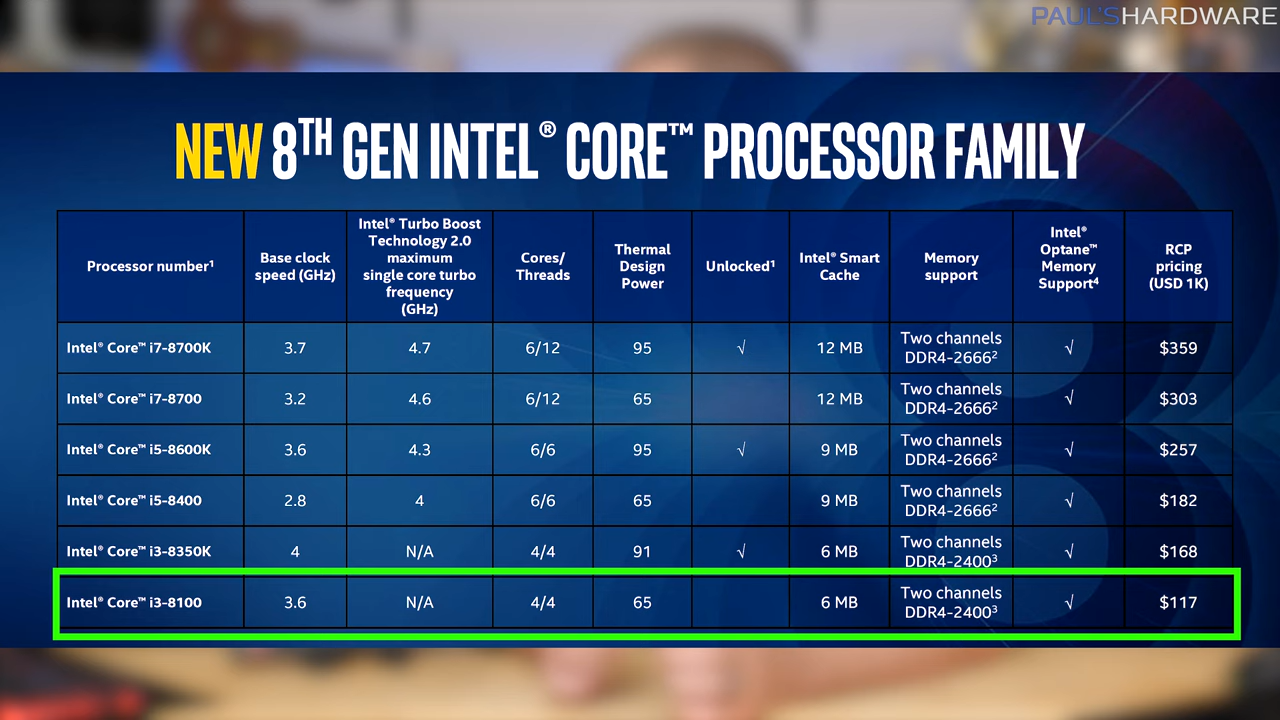 PAUL'SHARDWARE
NEW 8TH GEN INTEL® CORE™ PROCESSOR FAMILY
Processor number¹
Base clock
speed (GHz)
Intel® Turbo Boost
Technology 2.0
maximum
single core turbo
frequency
(GHz)
Cores/
Threads
Thermal
Design
Power
Unlocked¹
Intel® Smart
Cache
Memory
support
Intel®
Optane™
Memory
Support⁴
RCP
pricing
(USD 1K)
Intel® Core™ i7-8700K 3.7 4.7 6/12 95 √ 12 MB Two channels
DDR4-2666² √ $359
Intel® Core™ i7-8700 3.2 4.6 6/12 65 12 MB Two channels
DDR4-2666² √ $303
Intel® Core™ i5-8600K 3.6 4.3 6/6 95 √ 9 MB Two channels
DDR4-2666² √ $257
Intel® Core™ i5-8400 2.8 4 6/6 65 9 MB Two channels
DDR4-2666² √ $182
Intel® Core™ i3-8350K 4 N/A 4/4 91 √ 6 MB Two channels
DDR4-2400³ √ $168
Intel® Core™ i3-8100 3.6 N/A 4/4 65 6 MB Two channels
DDR4-2400³ √ $117